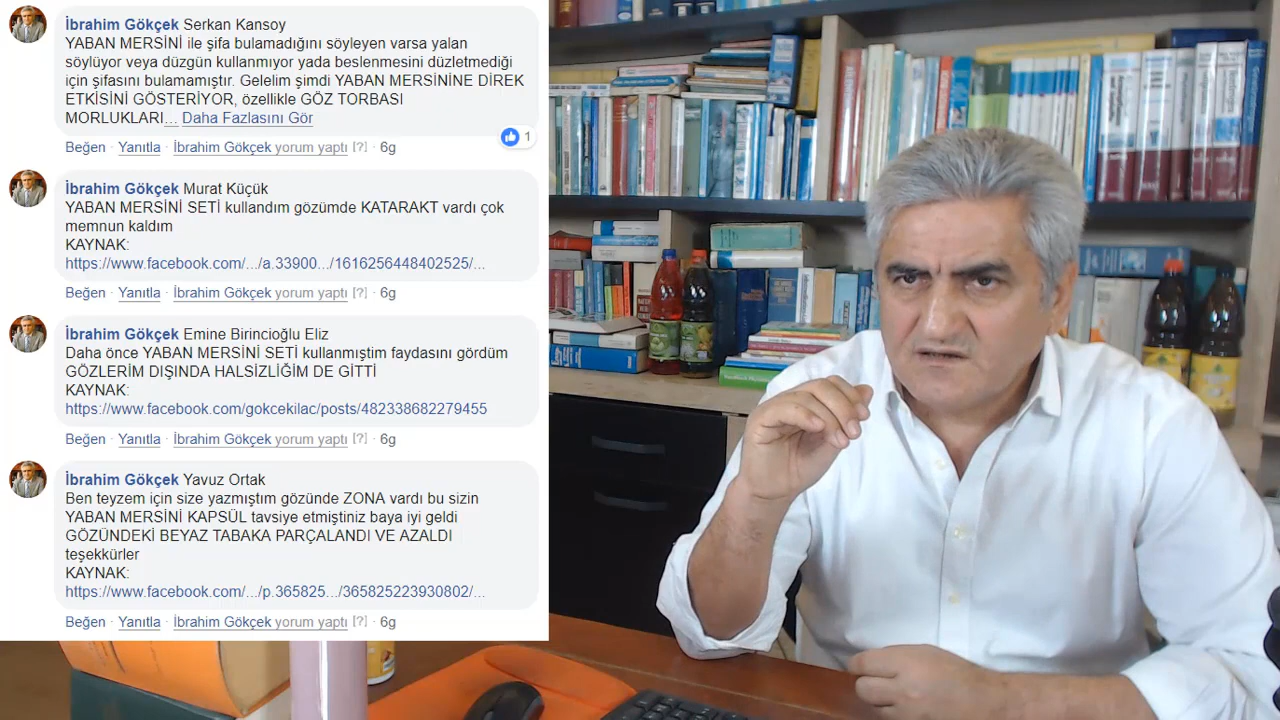 İbrahim Gökçek Serkan Kansoy
YABAN MERSİNİ ile şifa bulamadığını söyleyen varsa yalan
söylüyor veya düzgün kullanmıyor yada beslenmesini düzletmediği
için şifasını bulamamıştır. Gelelim şimdi YABAN MERSİNİNE DİREK
ETKİSİNİ GÖSTERİYOR, özellikle GÖZ TORBASI
MORLUKLARI... Daha Fazlasını Gör
1
Beğen · Yanıtla · İbrahim Gökçek yorum yaptı [?] · 6g
İbrahim Gökçek Murat Küçük
YABAN MERSİNİ SETİ kullandım gözümde KATARAKT vardı çok
memnun kaldım
KAYNAK:
https://www.facebook.com/.../a.33900.../1616256448402525/...
Beğen · Yanıtla · İbrahim Gökçek yorum yaptı [?] · 6g
İbrahim Gökçek Emine Birincioğlu Eliz
Daha önce YABAN MERSİNİ SETİ kullanmıştim faydasını gördüm
GÖZLERİM DIŞINDA HALSİZLİĞİM DE GİTTİ
KAYNAK:
https://www.facebook.com/gokcekilac/posts/482338682279455
Beğen · Yanıtla · İbrahim Gökçek yorum yaptı [?] · 6g
İbrahim Gökçek Yavuz Ortak
Ben teyzem için size yazmıştım gözünde ZONA vardı bu sizin
YABAN MERSİNİ KAPSÜL tavsiye etmiştiniz baya iyi geldi
GÖZÜNDEKİ BEYAZ TABAKA PARÇALANDI VE AZALDI
teşekkürler
KAYNAK:
https://www.facebook.com/.../p.365825.../365825223930802/...
Beğen · Yanıtla · İbrahim Gökçek yorum yaptı [?] · 6g